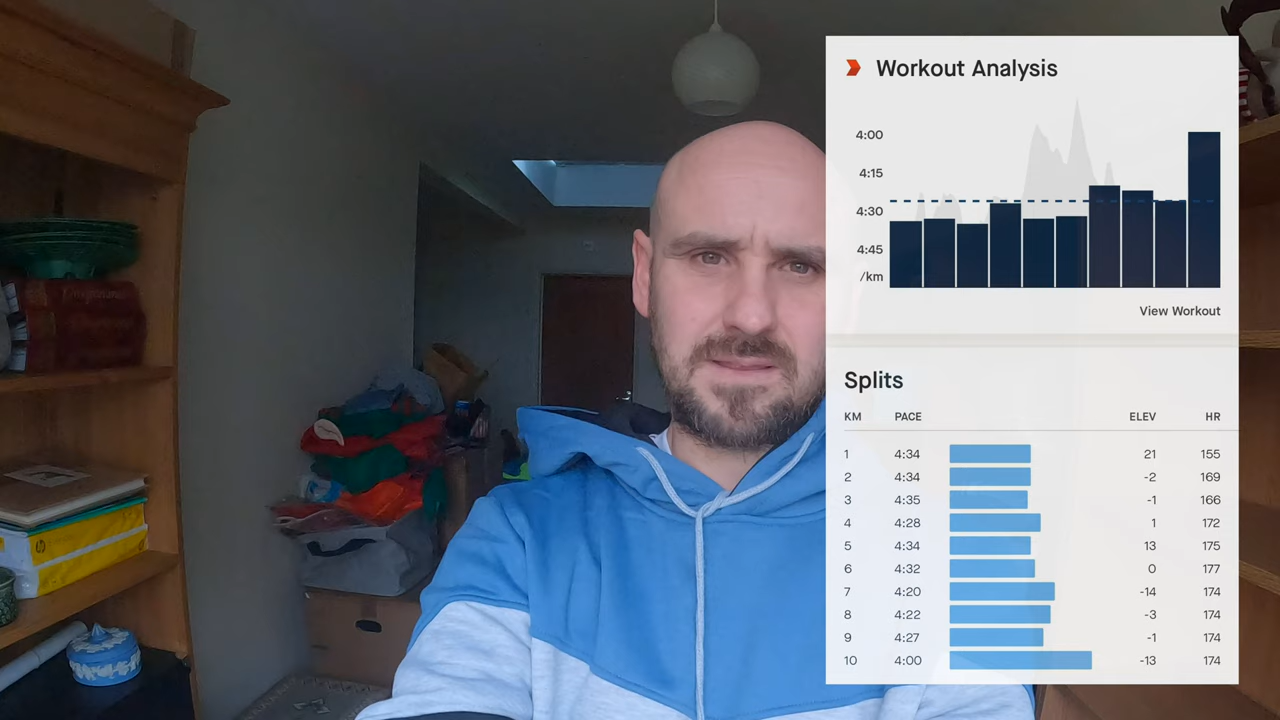 Workout Analysis
4:00
4:15
4:30
4:45
/km
View Workout
Splits
KM PACE ELEV HR
1 4:34 21 155
2 4:34 -2 169
3 4:35 -1 166
4 4:28 1 172
5 4:34 13 175
6 4:32 0 177
7 4:20 -14 174
8 4:22 -3 174
9 4:27 -1 174
10 4:00 -13 174